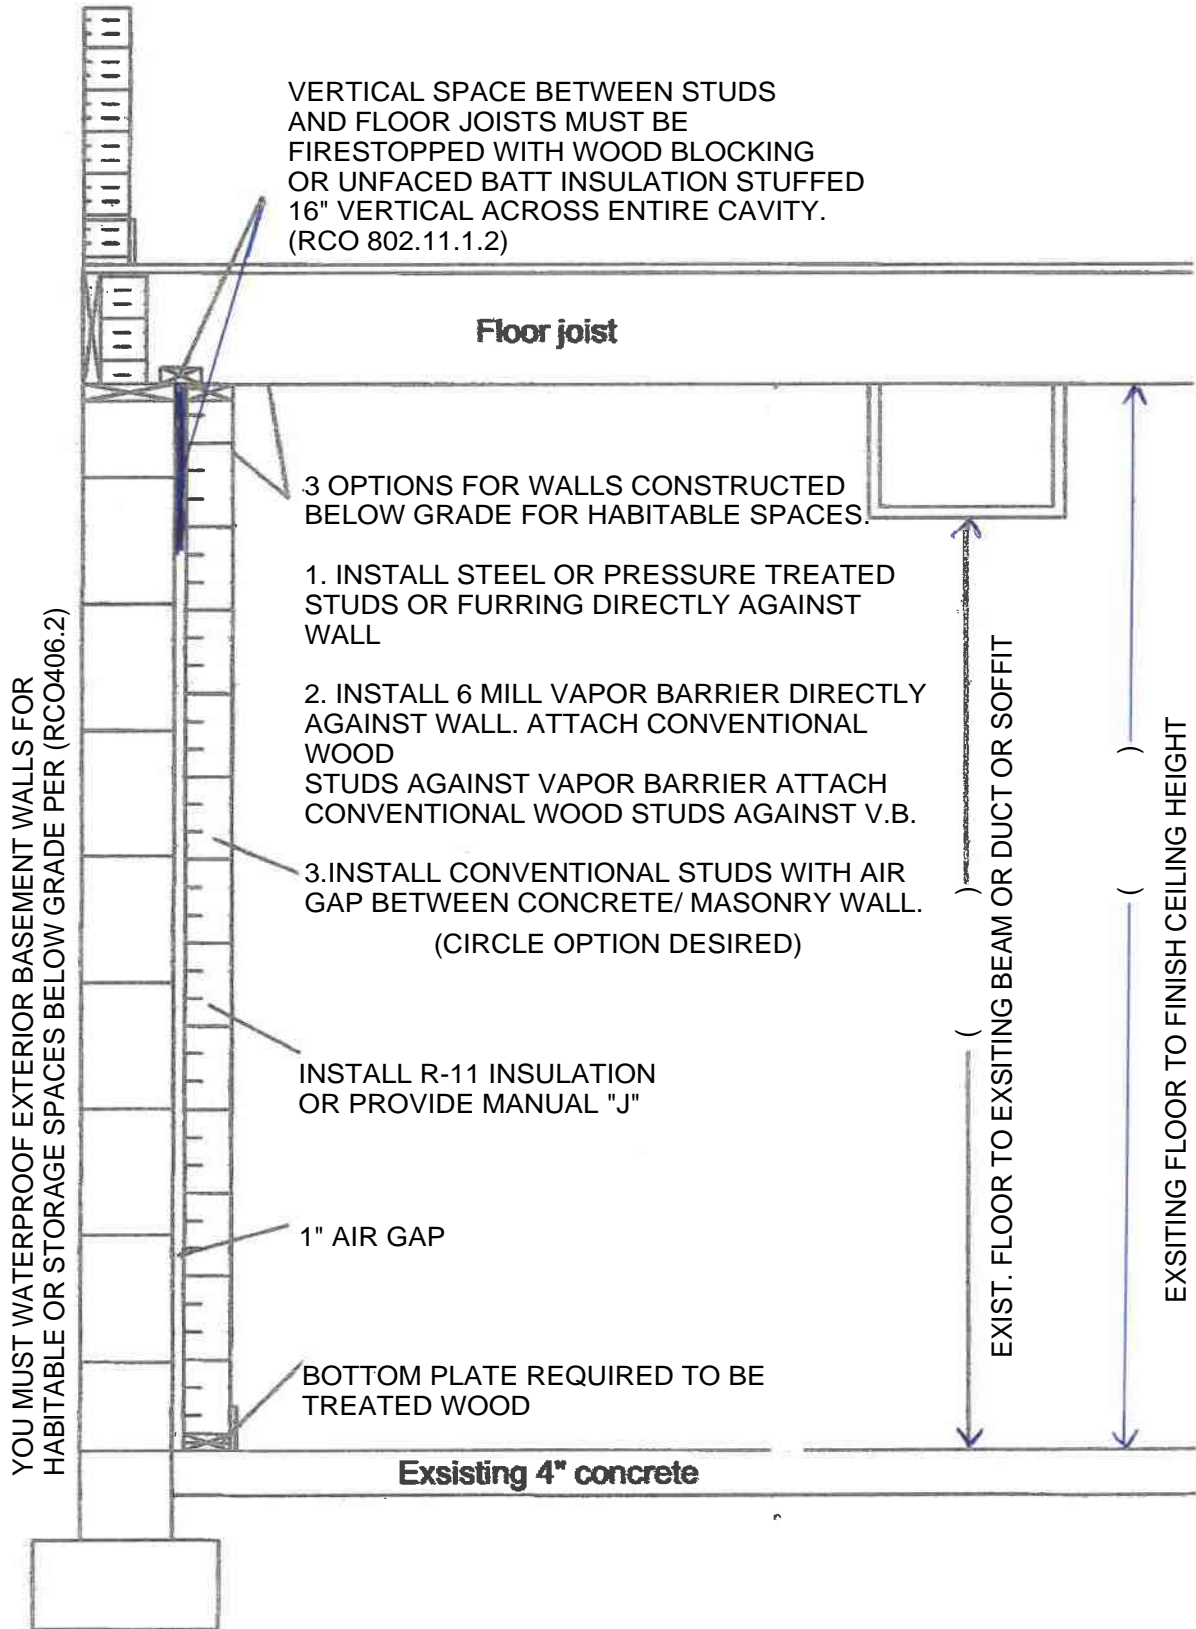 VERTICAL SPACE BETWEEN STUDS
AND FLOOR JOISTS MUST BE
FIRESTOPPED WITH WOOD BLOCKING
OR UNFACED BATT INSULATION STUFFED
16" VERTICAL ACROSS ENTIRE CAVITY.
(RCO 802.11.1.2)
Floor joist
3 OPTIONS FOR WALLS CONSTRUCTED
BELOW GRADE FOR HABITABLE SPACES.
1. INSTALL STEEL OR PRESSURE TREATED
STUDS OR FURRING DIRECTLY AGAINST
WALL
2. INSTALL 6 MILL VAPOR BARRIER DIRECTLY
AGAINST WALL. ATTACH CONVENTIONAL
WOOD
STUDS AGAINST VAPOR BARRIER ATTACH
CONVENTIONAL WOOD STUDS AGAINST V.B.
3.INSTALL CONVENTIONAL STUDS WITH AIR
GAP BETWEEN CONCRETE/ MASONRY WALL.
(CIRCLE OPTION DESIRED)
INSTALL R-11 INSULATION
OR PROVIDE MANUAL "J"
1" AIR GAP
BOTTOM PLATE REQUIRED TO BE
TREATED WOOD
Exsisting 4" concrete
YOU MUST WATERPROOF EXTERIOR BASEMENT WALLS FOR
HABITABLE OR STORAGE SPACES BELOW GRADE PER (RCO406.2)
( )
EXIST. FLOOR TO EXSITING BEAM OR DUCT OR SOFFIT
( )
EXSITING FLOOR TO FINISH CEILING HEIGHT